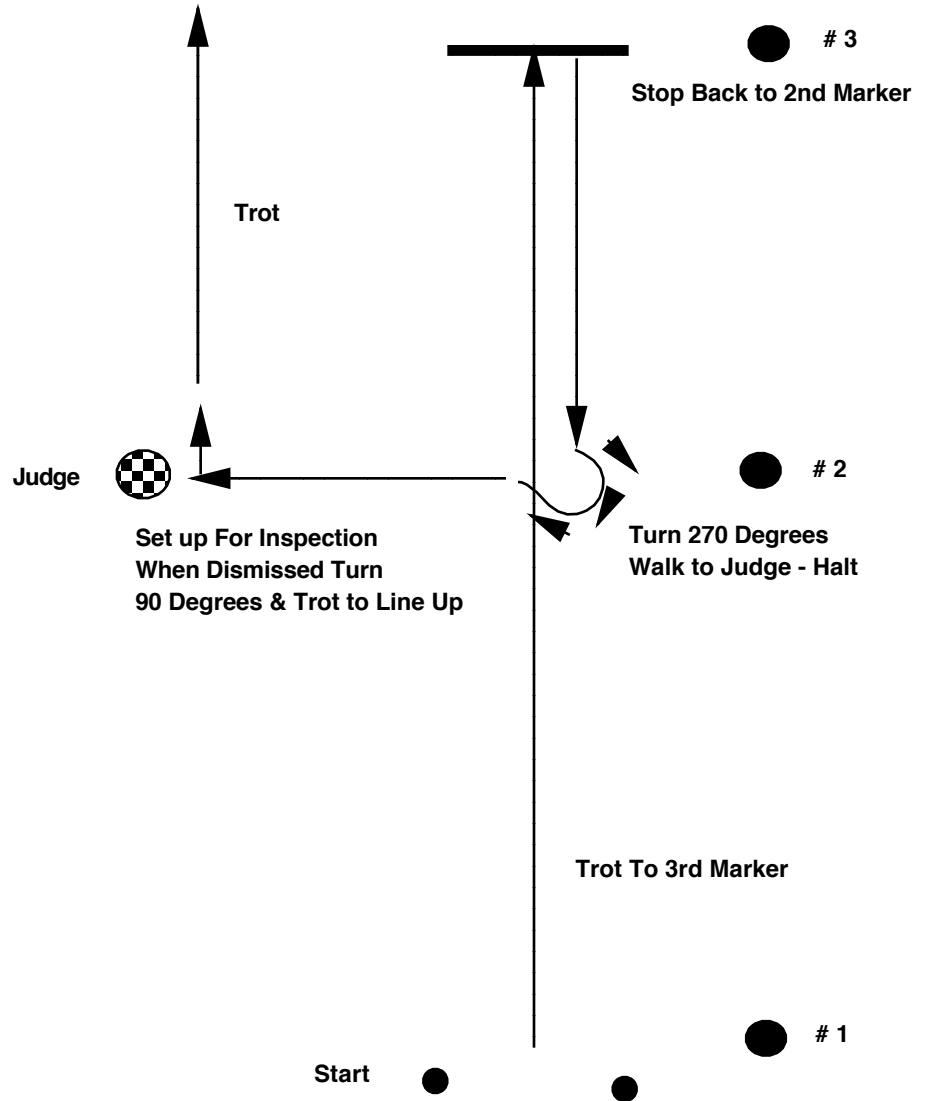 # 3
Stop Back to 2nd Marker
Trot
Judge
# 2
Set up For Inspection
When Dismissed Turn
90 Degrees & Trot to Line Up
Turn 270 Degrees
Walk to Judge - Halt
Trot To 3rd Marker
# 1
Start